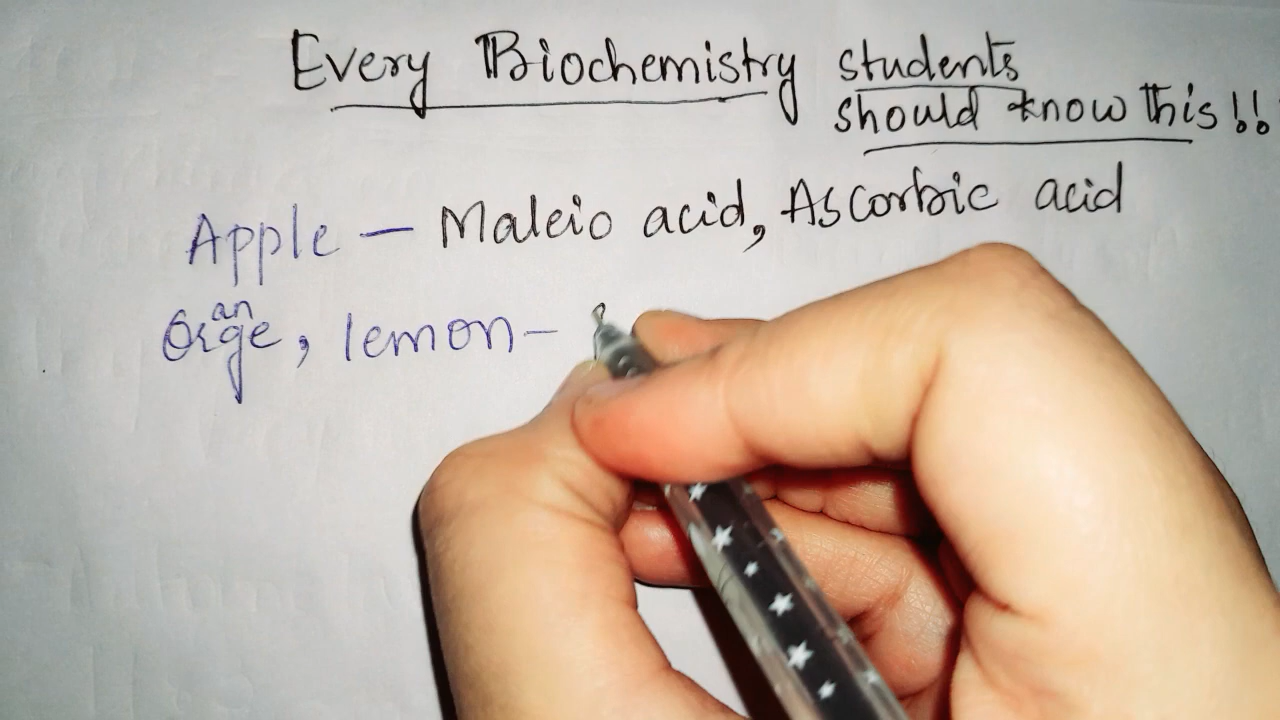 Every Biochemistry students
should know this!!
Apple – Maleio acid, Ascorbic acid
Orange, lemon –